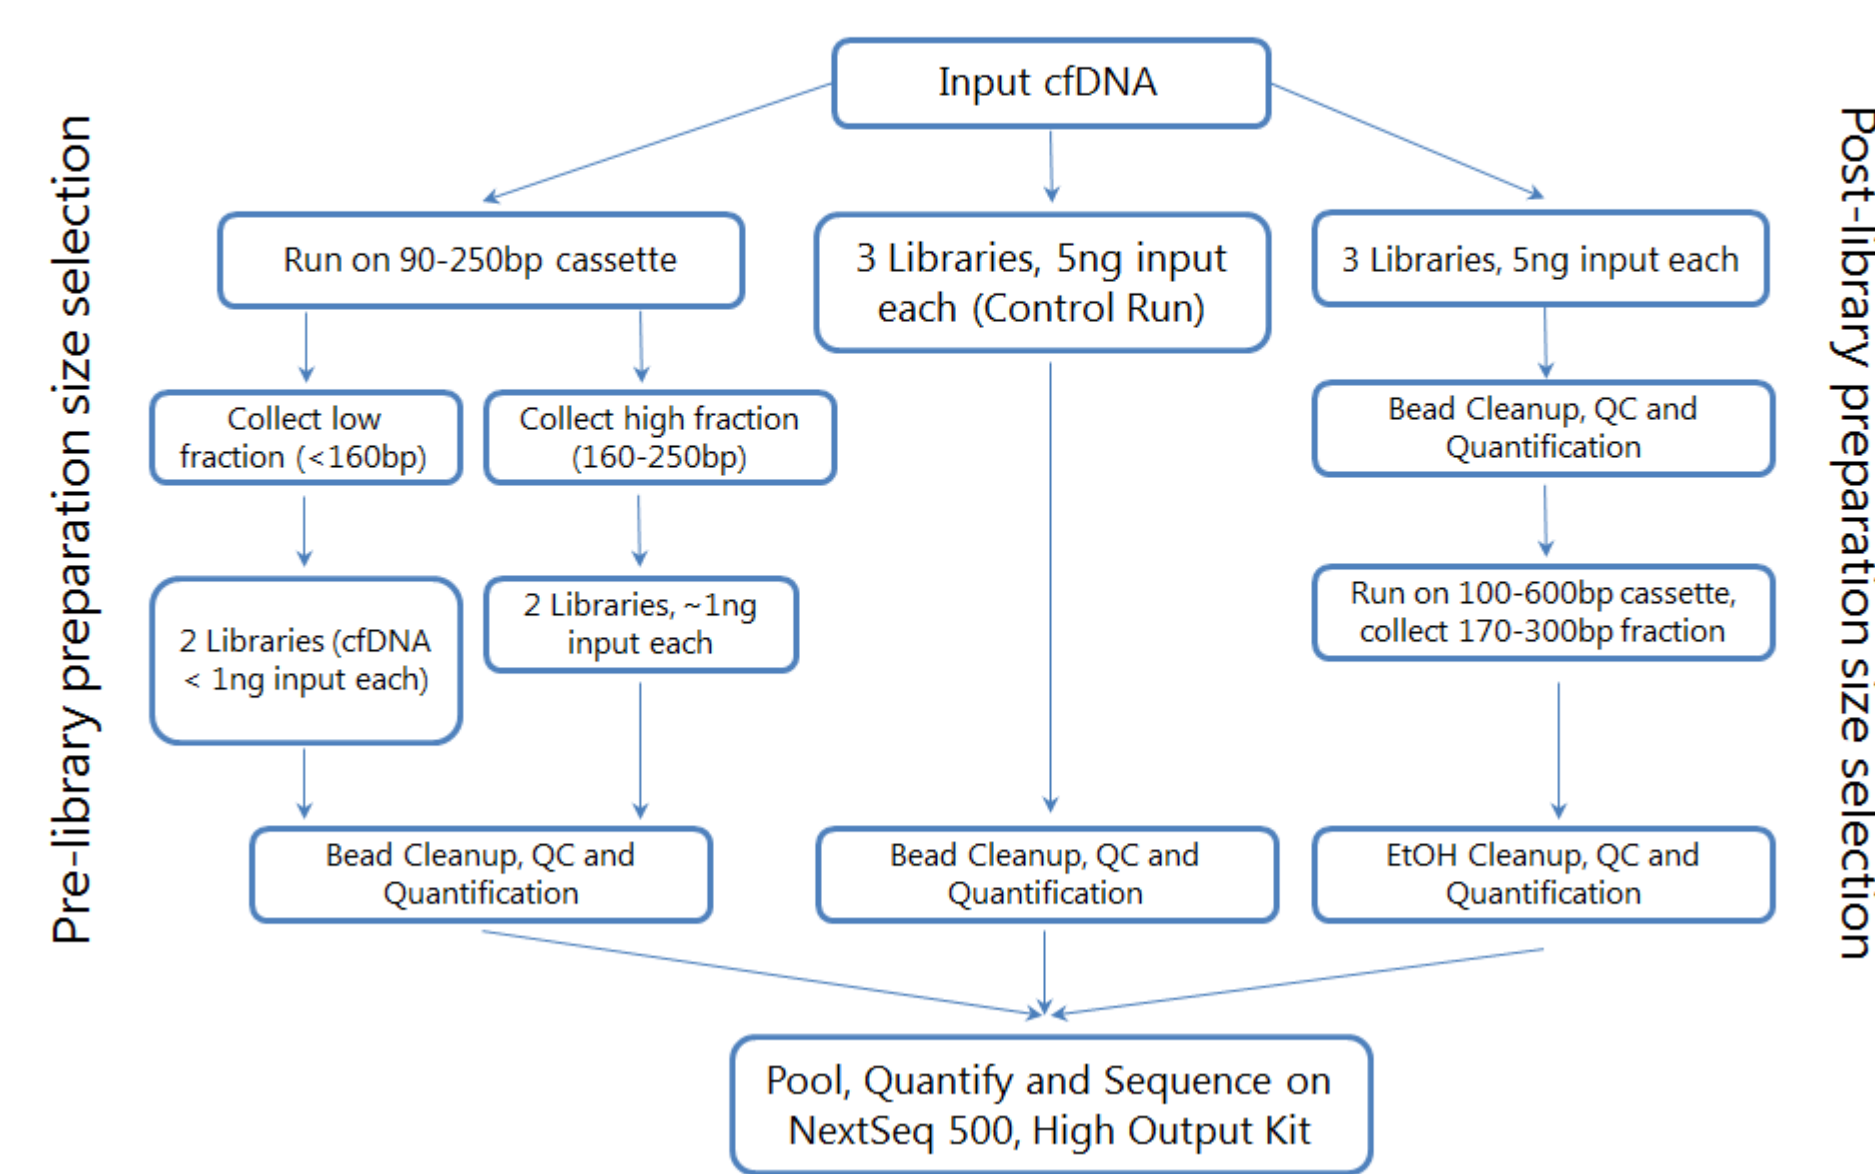 Pre-library preparation size selection
Input cfDNA
Run on 90-250bp cassette
Collect low
fraction (<160bp)
Collect high fraction
(160-250bp)
2 Libraries (cfDNA
< 1ng input each)
2 Libraries, ~1ng
input each
Bead Cleanup, QC and
Quantification
3 Libraries, 5ng input
each (Control Run)
Bead Cleanup, QC and
Quantification
3 Libraries, 5ng input each
Bead Cleanup, QC and
Quantification
Run on 100-600bp cassette,
collect 170-300bp fraction
EtOH Cleanup, QC and
Quantification
Post-library preparation size selection
Pool, Quantify and Sequence on
NextSeq 500, High Output Kit